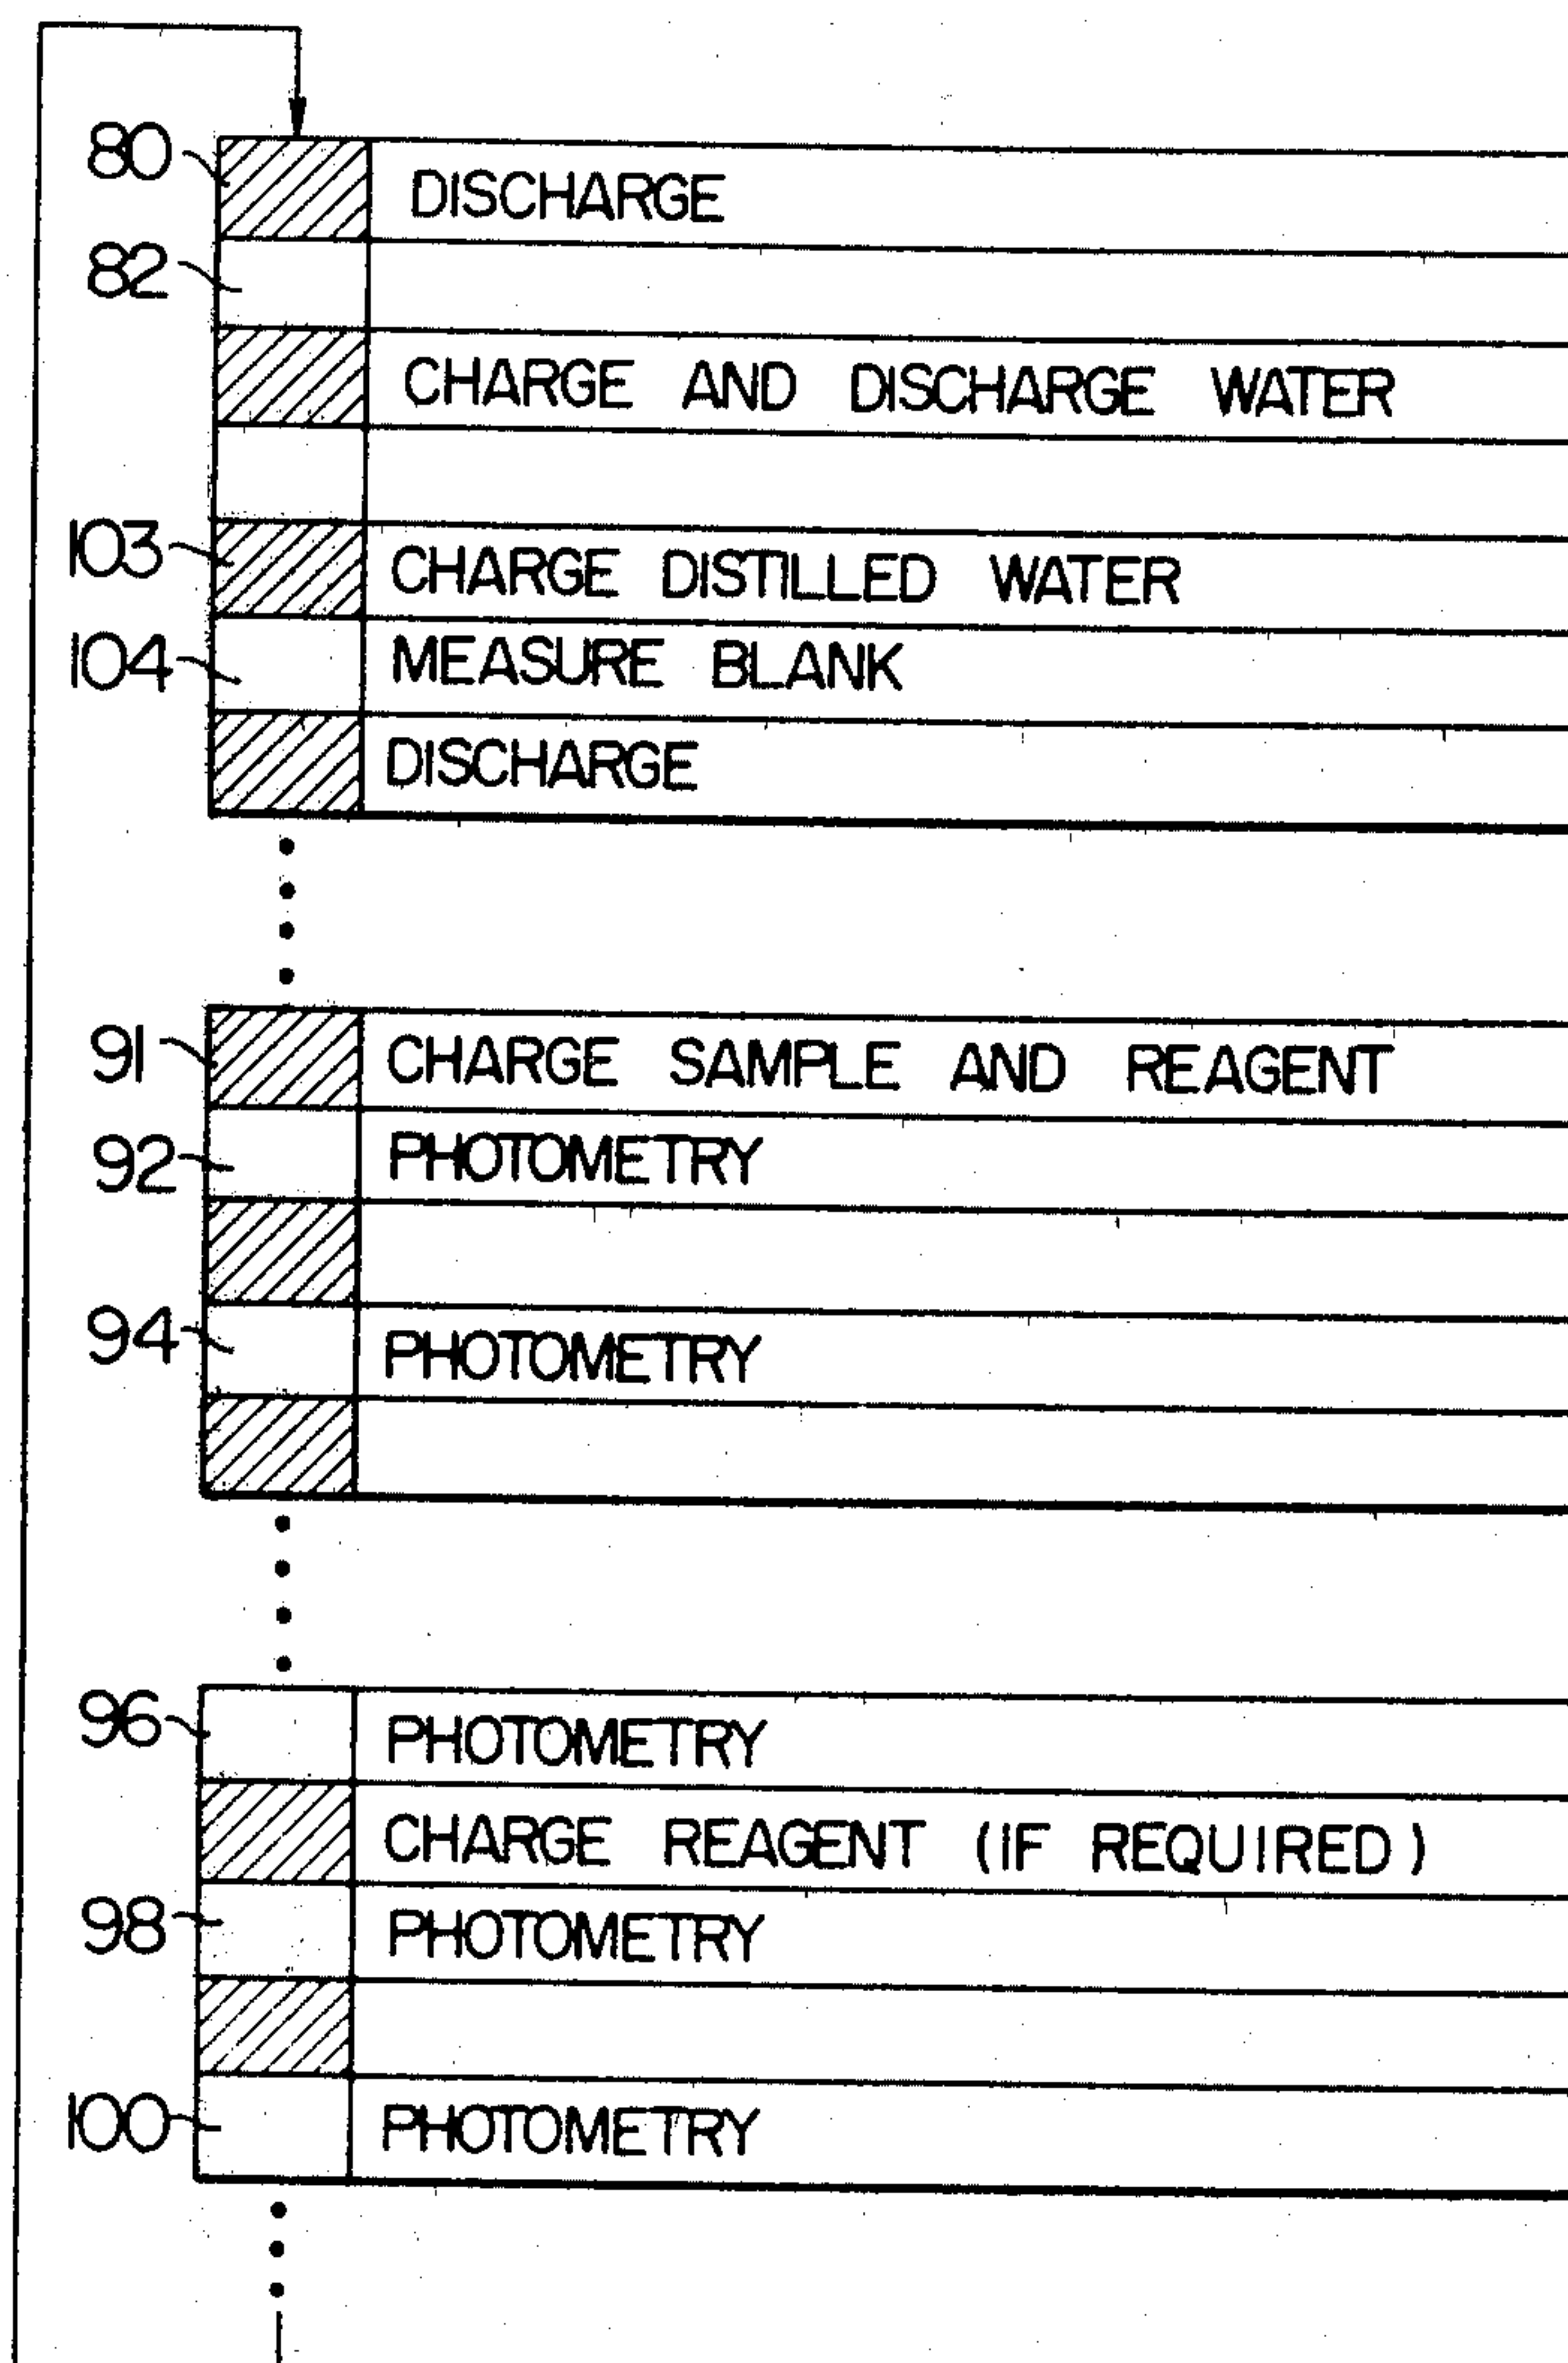 80 DISCHARGE
82
CHARGE AND DISCHARGE WATER
103 CHARGE DISTILLED WATER
104 MEASURE BLANK
DISCHARGE
91 CHARGE SAMPLE AND REAGENT
92 PHOTOMETRY
94 PHOTOMETRY
96 PHOTOMETRY
CHARGE REAGENT (IF REQUIRED)
98 PHOTOMETRY
100 PHOTOMETRY